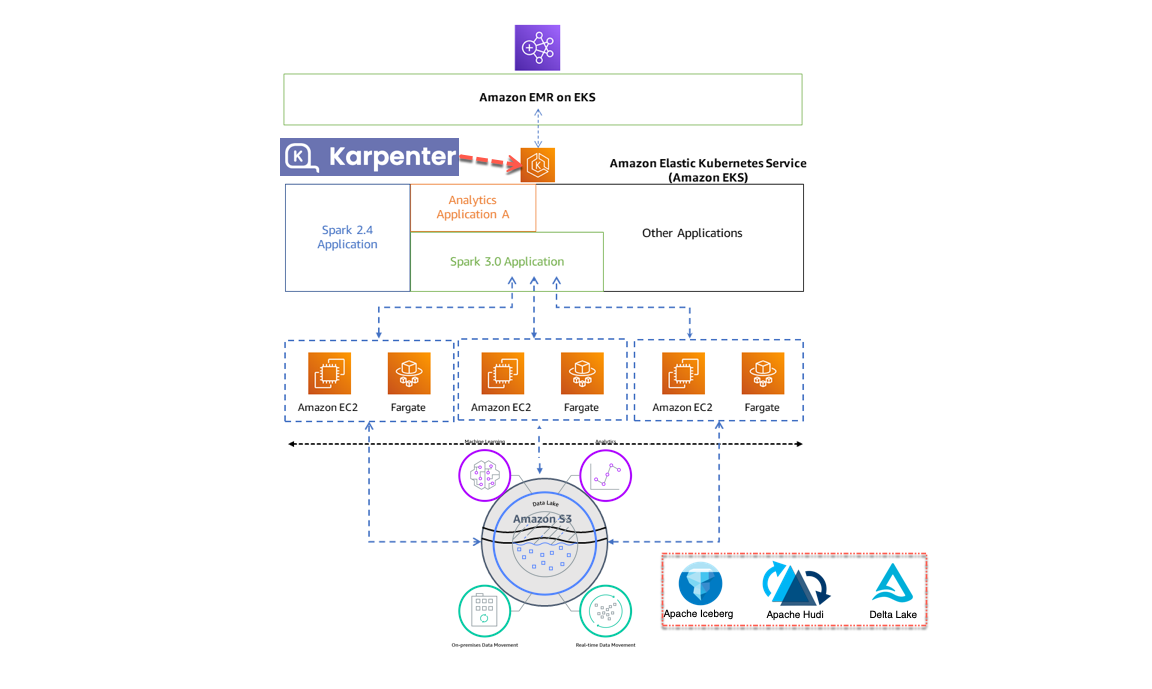 Amazon EMR on EKS
K Karpenter
K
Amazon Elastic Kubernetes Service
(Amazon EKS)
Spark 2.4
Application
Analytics
Application A
Spark 3.0 Application
Other Applications
Amazon EC2
Fargate
Amazon EC2
Fargate
Amazon EC2
Fargate
Machine Learning
Analytics
Data Lake
Amazon S3
Apache Iceberg
Apache Hudi
Delta Lake
On-premises Data Movement
Real-time Data Movement